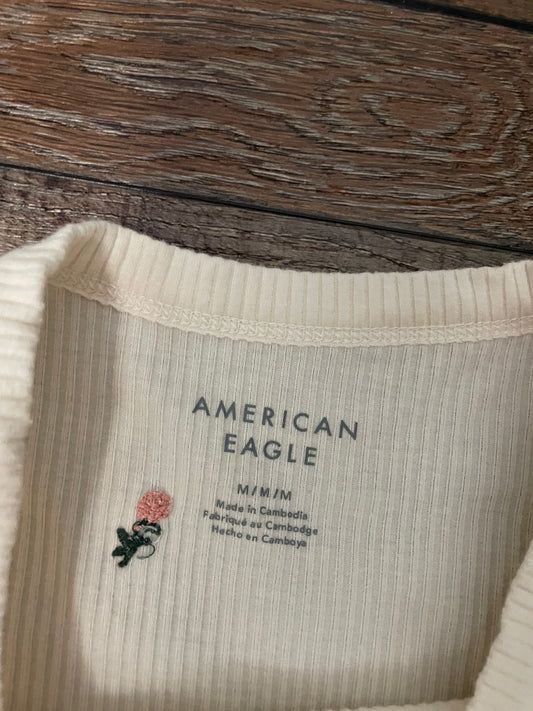 AMERICAN
EAGLE
M/M/M
Made in Cambodia
Fabriqué au Cambodge
Hecho en Camboya